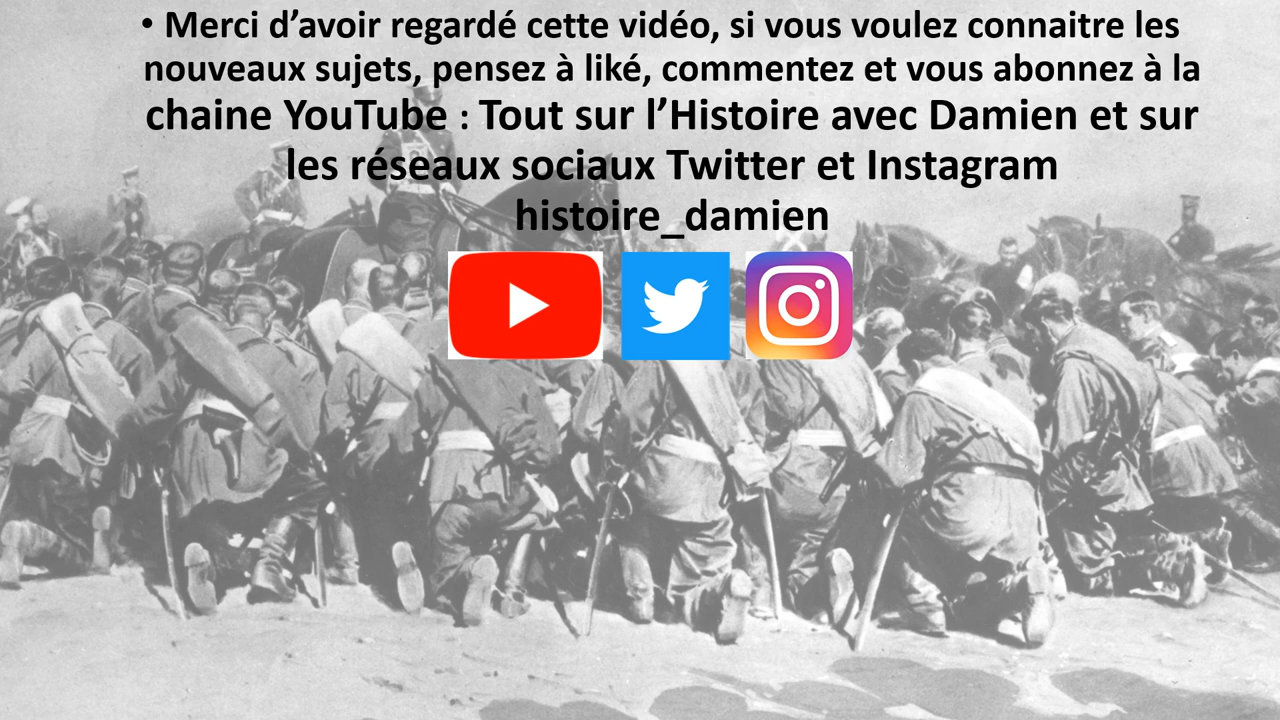 • Merci d’avoir regardé cette vidéo, si vous voulez connaitre les
nouveaux sujets, pensez à liké, commentez et vous abonnez à la
chaine YouTube : Tout sur l’Histoire avec Damien et sur
les réseaux sociaux Twitter et Instagram
histoire_damien